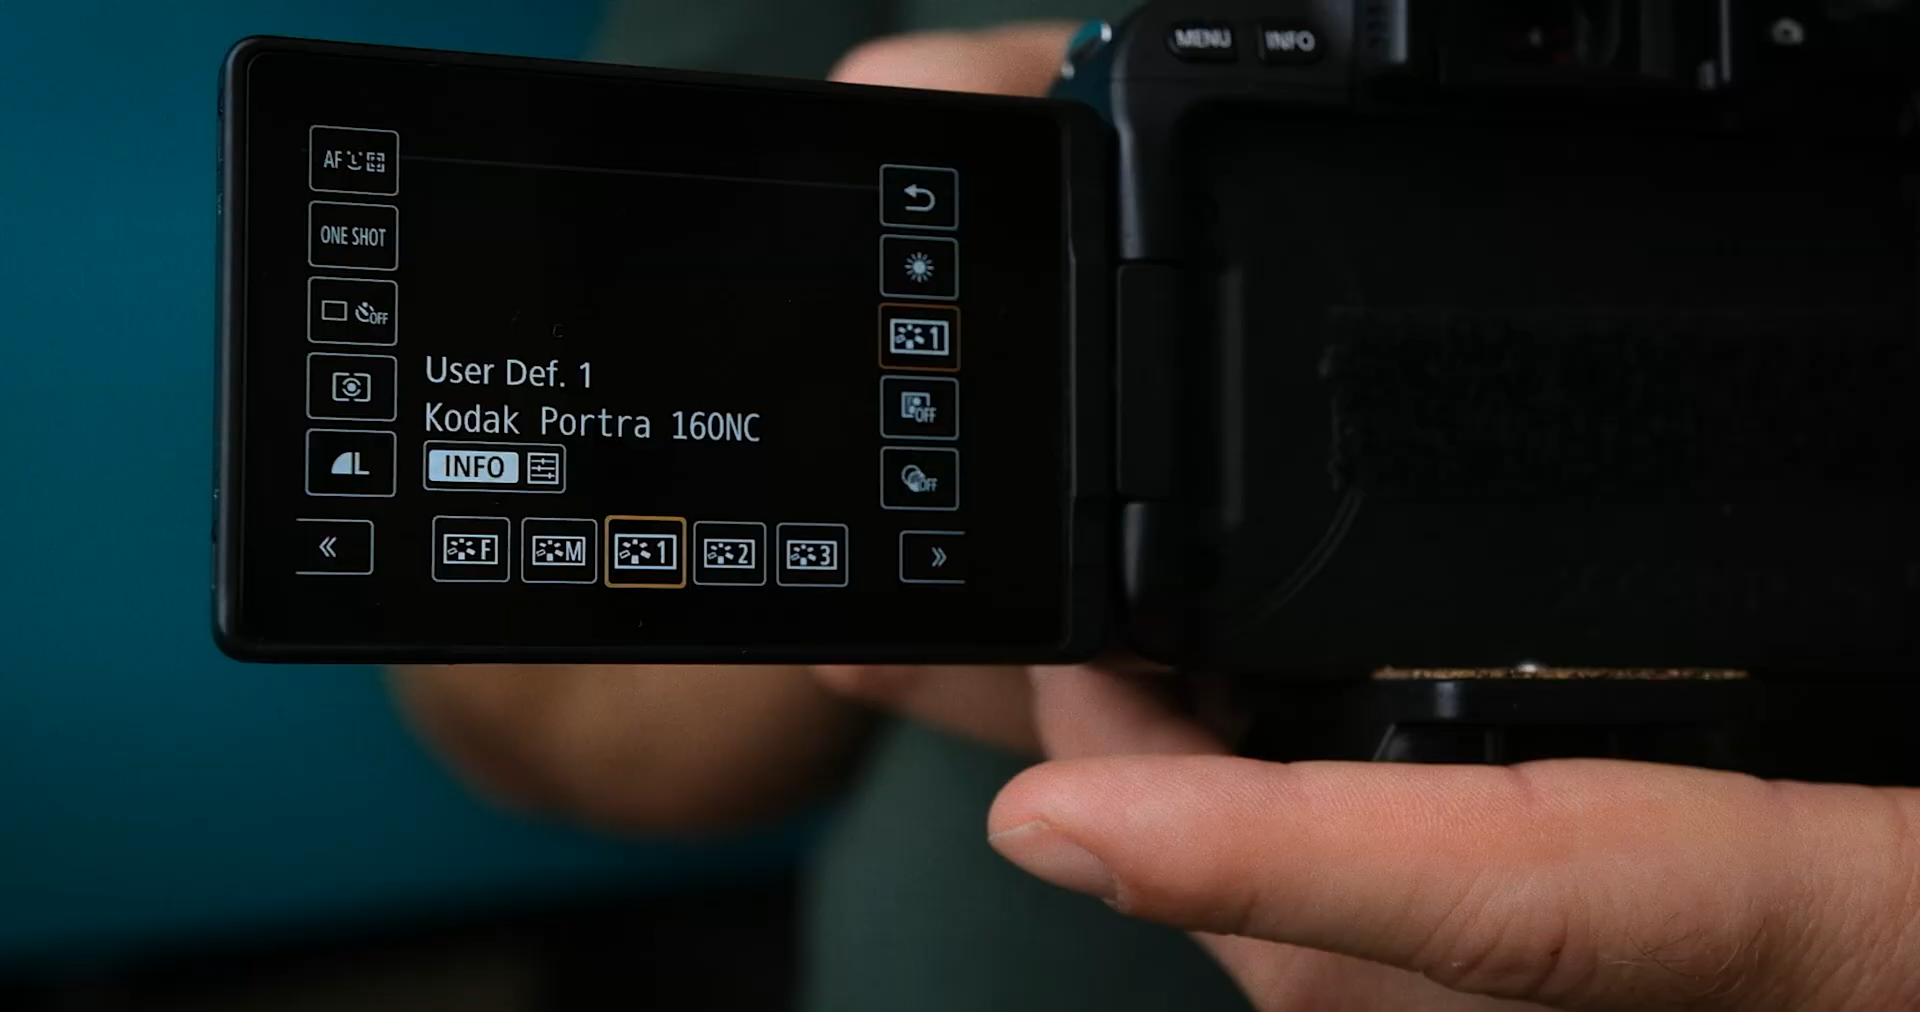 MENU INFO
AF
ONE SHOT
OFF
1
User Def. 1
OFF
Kodak Portra 160NC
L
INFO
OFF
F
M
1
2
3